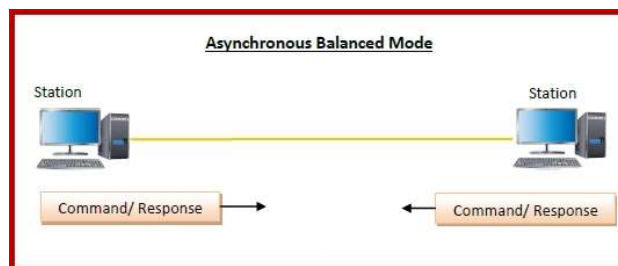 Asynchronous Balanced Mode
Station
Station
Command/ Response
Command/ Response